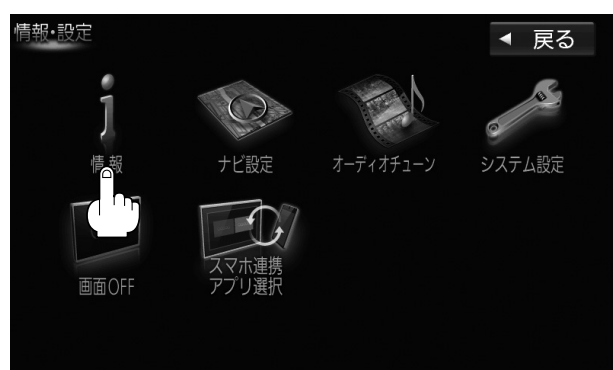 情報・設定
◀ 戻る
情報
ナビ設定
オーディオチューン
システム設定
画面OFF
スマホ連携
アプリ選択